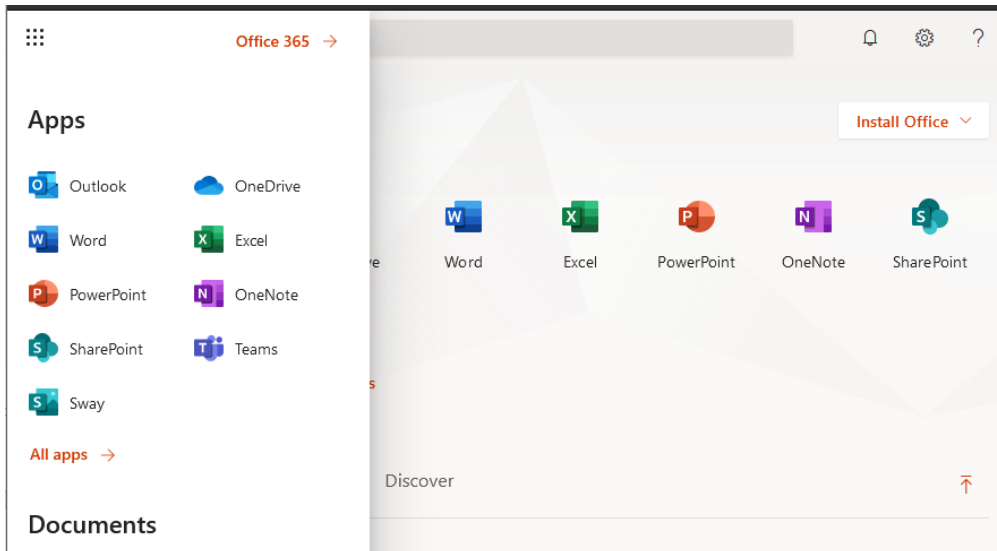 Office 365
Install Office
Apps
Outlook OneDrive
Word Excel
PowerPoint OneNote
SharePoint Teams
Sway
All apps
Documents
Word Excel PowerPoint OneNote SharePoint
Discover